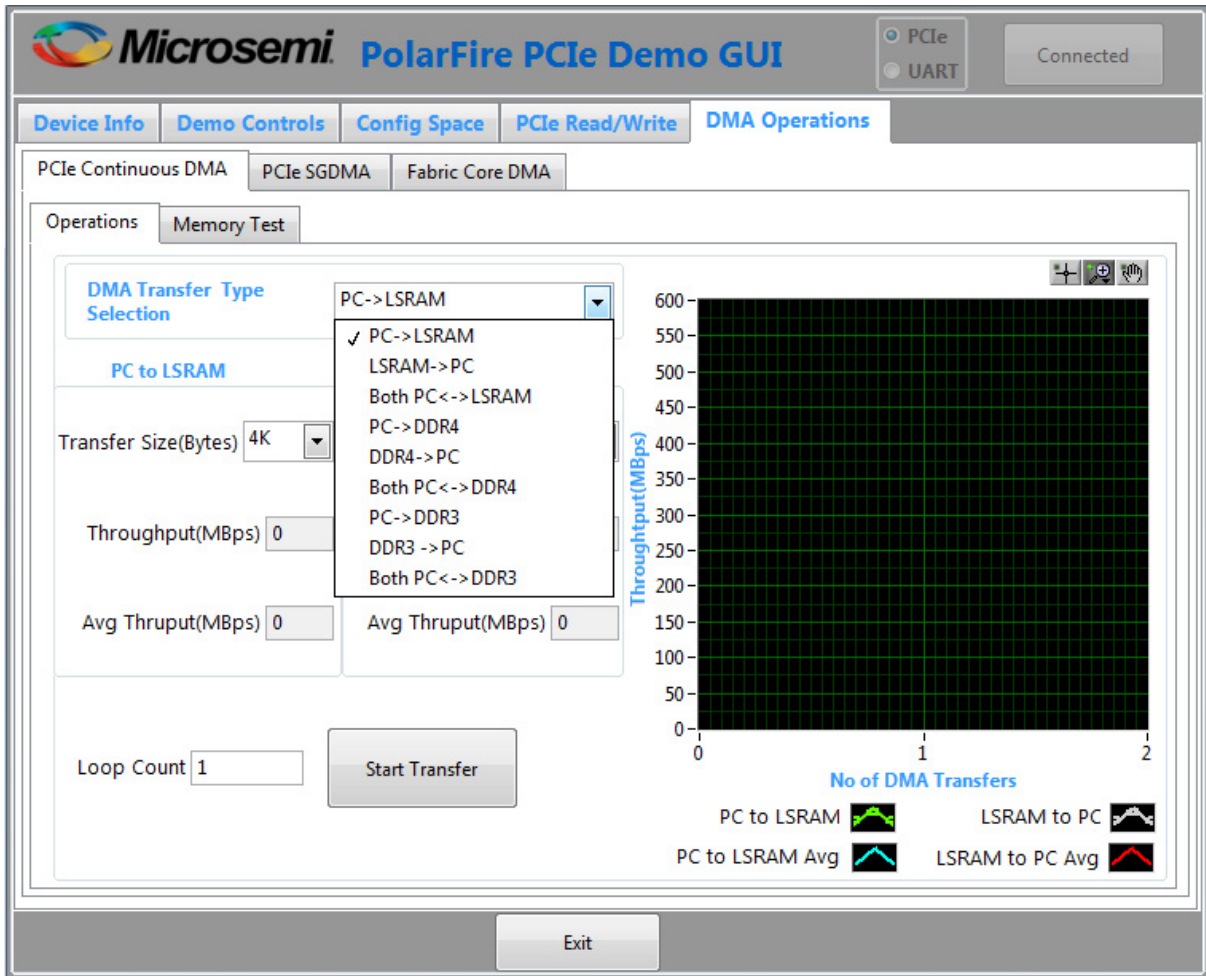 Microsemi.
PolarFire PCIe Demo GUI
PCIe
UART
Connected
Device Info
Demo Controls
Config Space
PCIe Read/Write
DMA Operations
PCIe Continuous DMA
PCIe SGDMA
Fabric Core DMA
Operations
Memory Test
DMA Transfer Type
Selection
PC->LSRAM
✓ PC->LSRAM
LSRAM->PC
Both PC<->LSRAM
PC->DDR4
DDR4->PC
Both PC<->DDR4
PC->DDR3
DDR3 ->PC
Both PC<->DDR3
PC to LSRAM
Transfer Size(Bytes) 4K
Throughput(MBps) 0
Avg Thruput(MBps) 0
Avg Thruput(MBps) 0
Loop Count 1
Start Transfer
Throughtput(MBps)
600
550
500
450
400
350
300
250
200
150
100
50
0
0 1 2
No of DMA Transfers
PC to LSRAM
LSRAM to PC
PC to LSRAM Avg
LSRAM to PC Avg
Exit